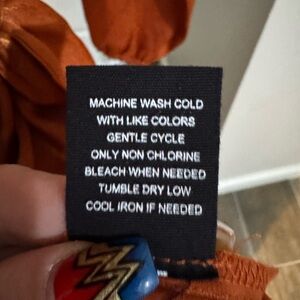 MACHINE WASH COLD
WITH LIKE COLORS
GENTLE CYCLE
ONLY NON CHLORINE
BLEACH WHEN NEEDED
TUMBLE DRY LOW
COOL IRON IF NEEDED